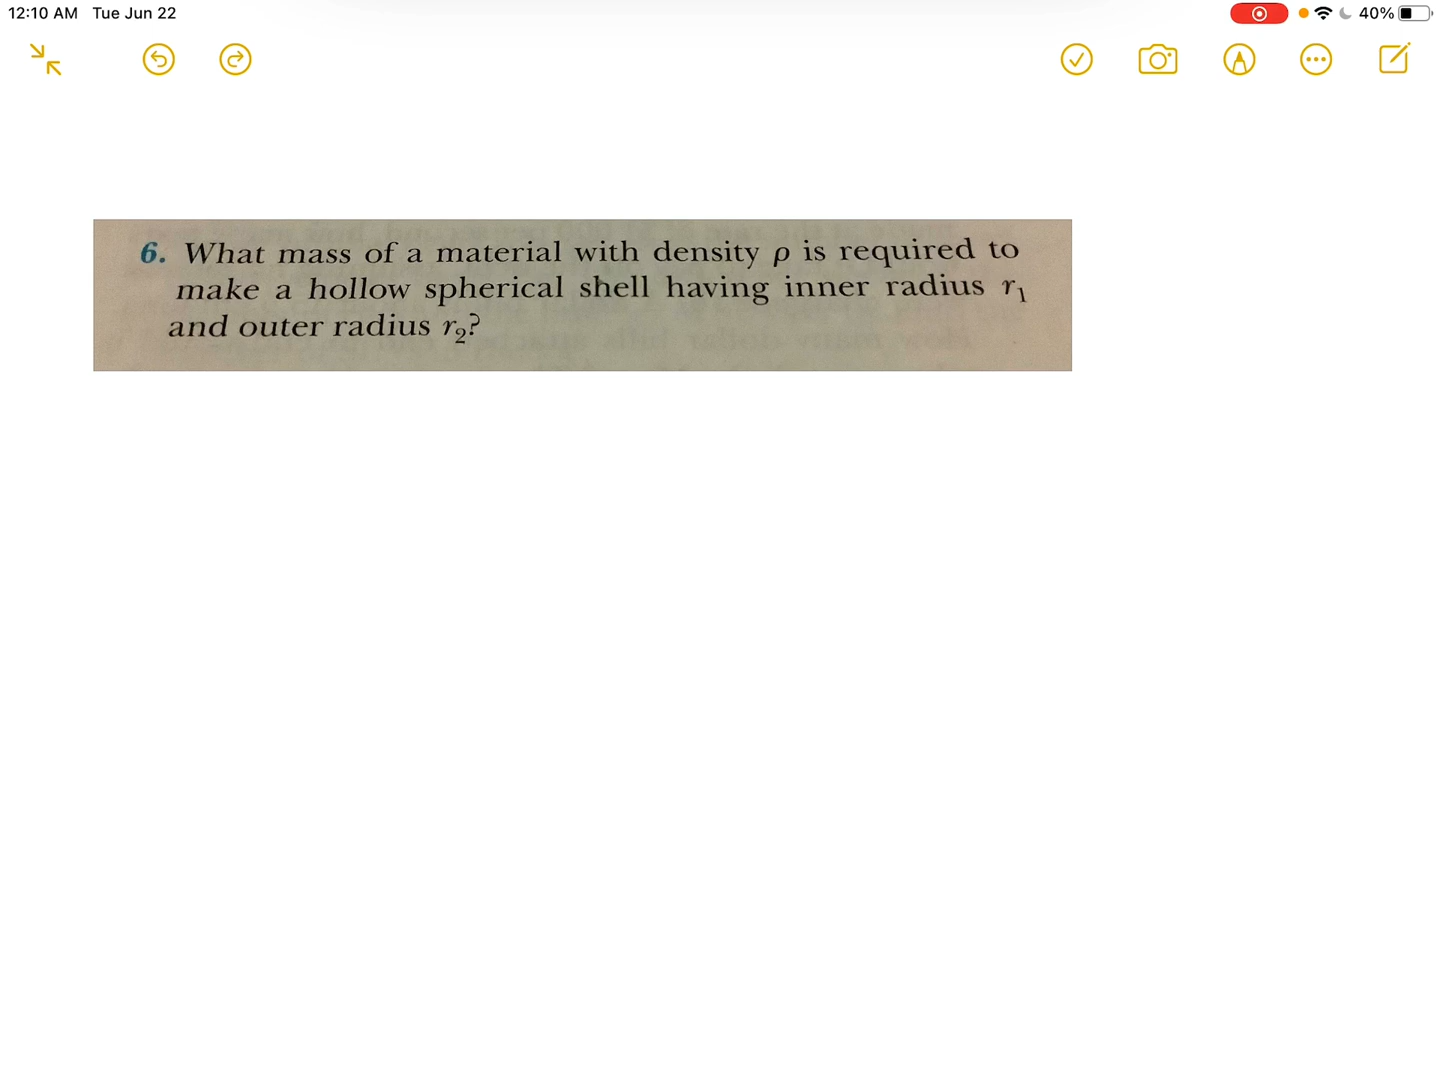 12:10 AM Tue Jun 22
40%
6. What mass of a material with density ρ is required to
make a hollow spherical shell having inner radius r₁
and outer radius r₂?